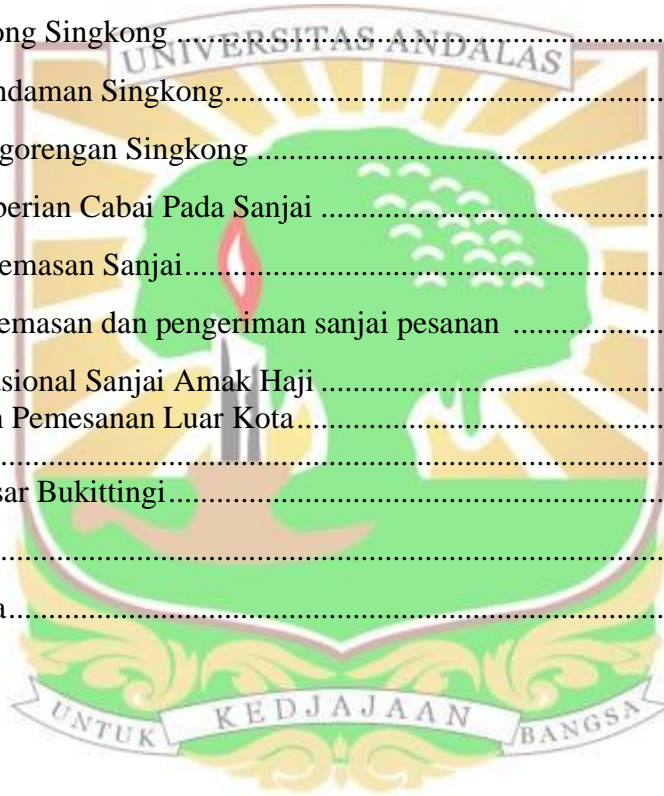 ong Singkong ........................................................
UNIVERSITAS ANDALAS
ndaman Singkong..................................................
gorengan Singkong ..............................................
berian Cabai Pada Sanjai ......................................
emasan Sanjai.......................................................
emasan dan pengeriman sanjai pesanan ................
sional Sanjai Amak Haji .......................................
n Pemesanan Luar Kota..........................................
..............................................................................
sar Bukittingi.........................................................
..............................................................................
a.............................................................................
UNTUK KEDJAJAAN BANGSA